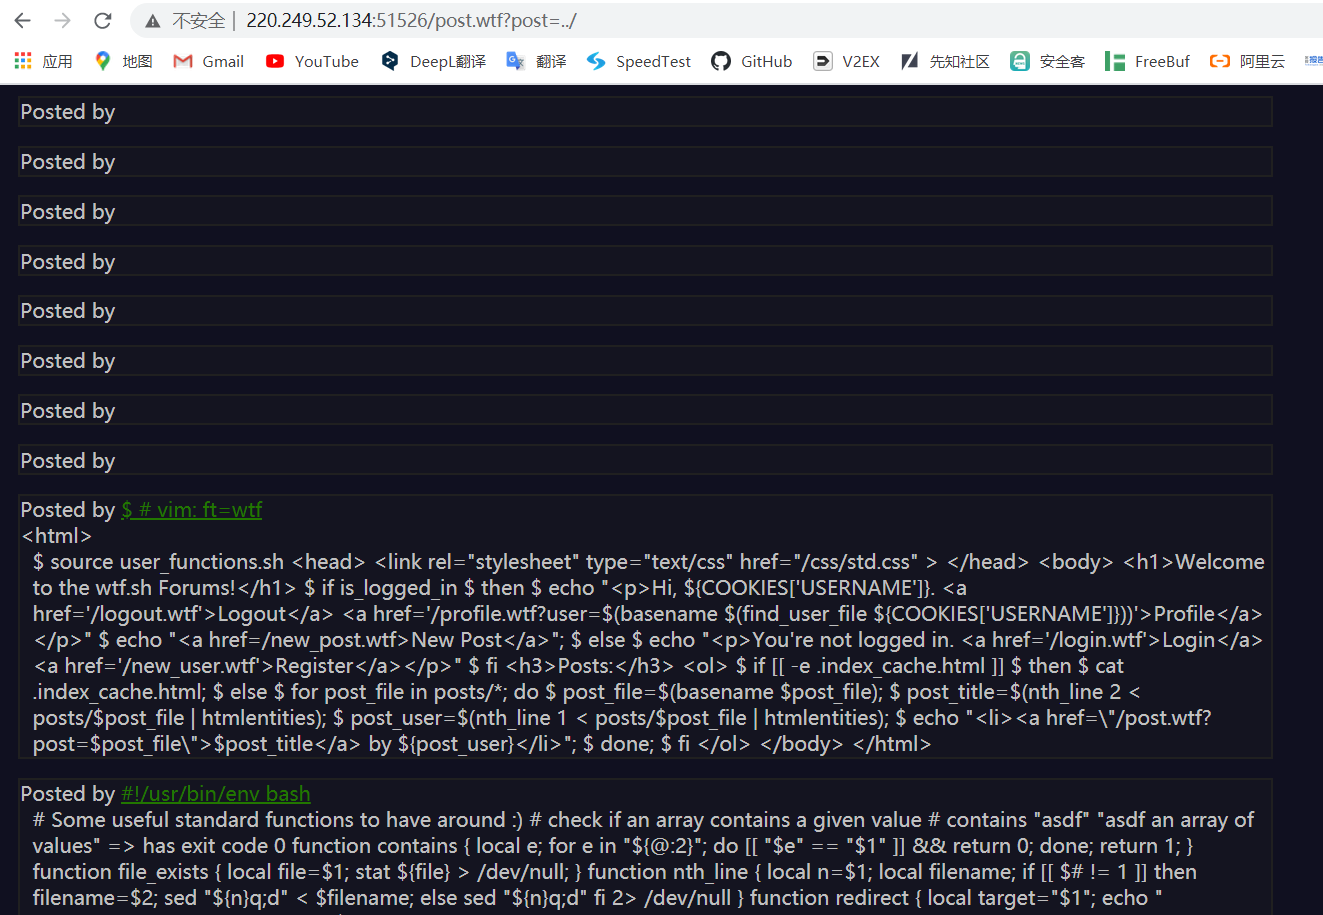 不安全 | 220.249.52.134:51526/post.wtf?post=../
应用 地图 Gmail YouTube DeepL翻译 翻译 SpeedTest GitHub V2EX 先知社区 安全客 FreeBuf 阿里云
Posted by
Posted by
Posted by
Posted by
Posted by
Posted by
Posted by
Posted by
Posted by $ # vim: ft=wtf
<html>
$ source user_functions.sh <head> <link rel="stylesheet" type="text/css" href="/css/std.css" > </head> <body> <h1>Welcome
to the wtf.sh Forums!</h1> $ if is_logged_in $ then $ echo "<p>Hi, ${COOKIES['USERNAME']}. <a
href='/logout.wtf'>Logout</a> <a href='/profile.wtf?user=$(basename $(find_user_file ${COOKIES['USERNAME']}))'>Profile</a>
</p>" $ echo "<a href=/new_post.wtf>New Post</a>"; $ else $ echo "<p>You're not logged in. <a href='/login.wtf'>Login</a>
<a href='/new_user.wtf'>Register</a></p>" $ fi <h3>Posts:</h3> <ol> $ if [[ -e .index_cache.html ]] $ then $ cat
.index_cache.html; $ else $ for post_file in posts/*; do $ post_file=$(basename $post_file); $ post_title=$(nth_line 2 <
posts/$post_file | htmlentities); $ post_user=$(nth_line 1 < posts/$post_file | htmlentities); $ echo "<li><a href=\"/post.wtf?
post=$post_file\">$post_title</a> by ${post_user}</li>"; $ done; $ fi </ol> </body> </html>
Posted by #!/usr/bin/env bash
# Some useful standard functions to have around :) # check if an array contains a given value # contains "asdf" "asdf an array of
values" => has exit code 0 function contains { local e; for e in "${@:2}"; do [[ "$e" == "$1" ]] && return 0; done; return 1; }
function file_exists { local file=$1; stat ${file} > /dev/null; } function nth_line { local n=$1; local filename; if [[ $# != 1 ]] then
filename=$2; sed "${n}q;d" < $filename; else sed "${n}q;d" fi 2> /dev/null } function redirect { local target="$1"; echo "